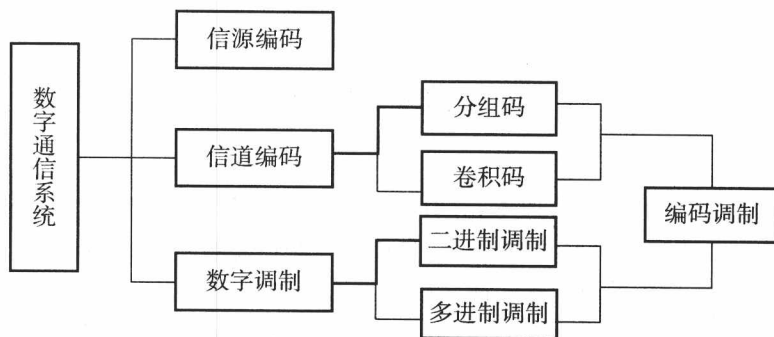 数字通信系统
信源编码
信道编码
数字调制
分组码
卷积码
二进制调制
多进制调制
编码调制